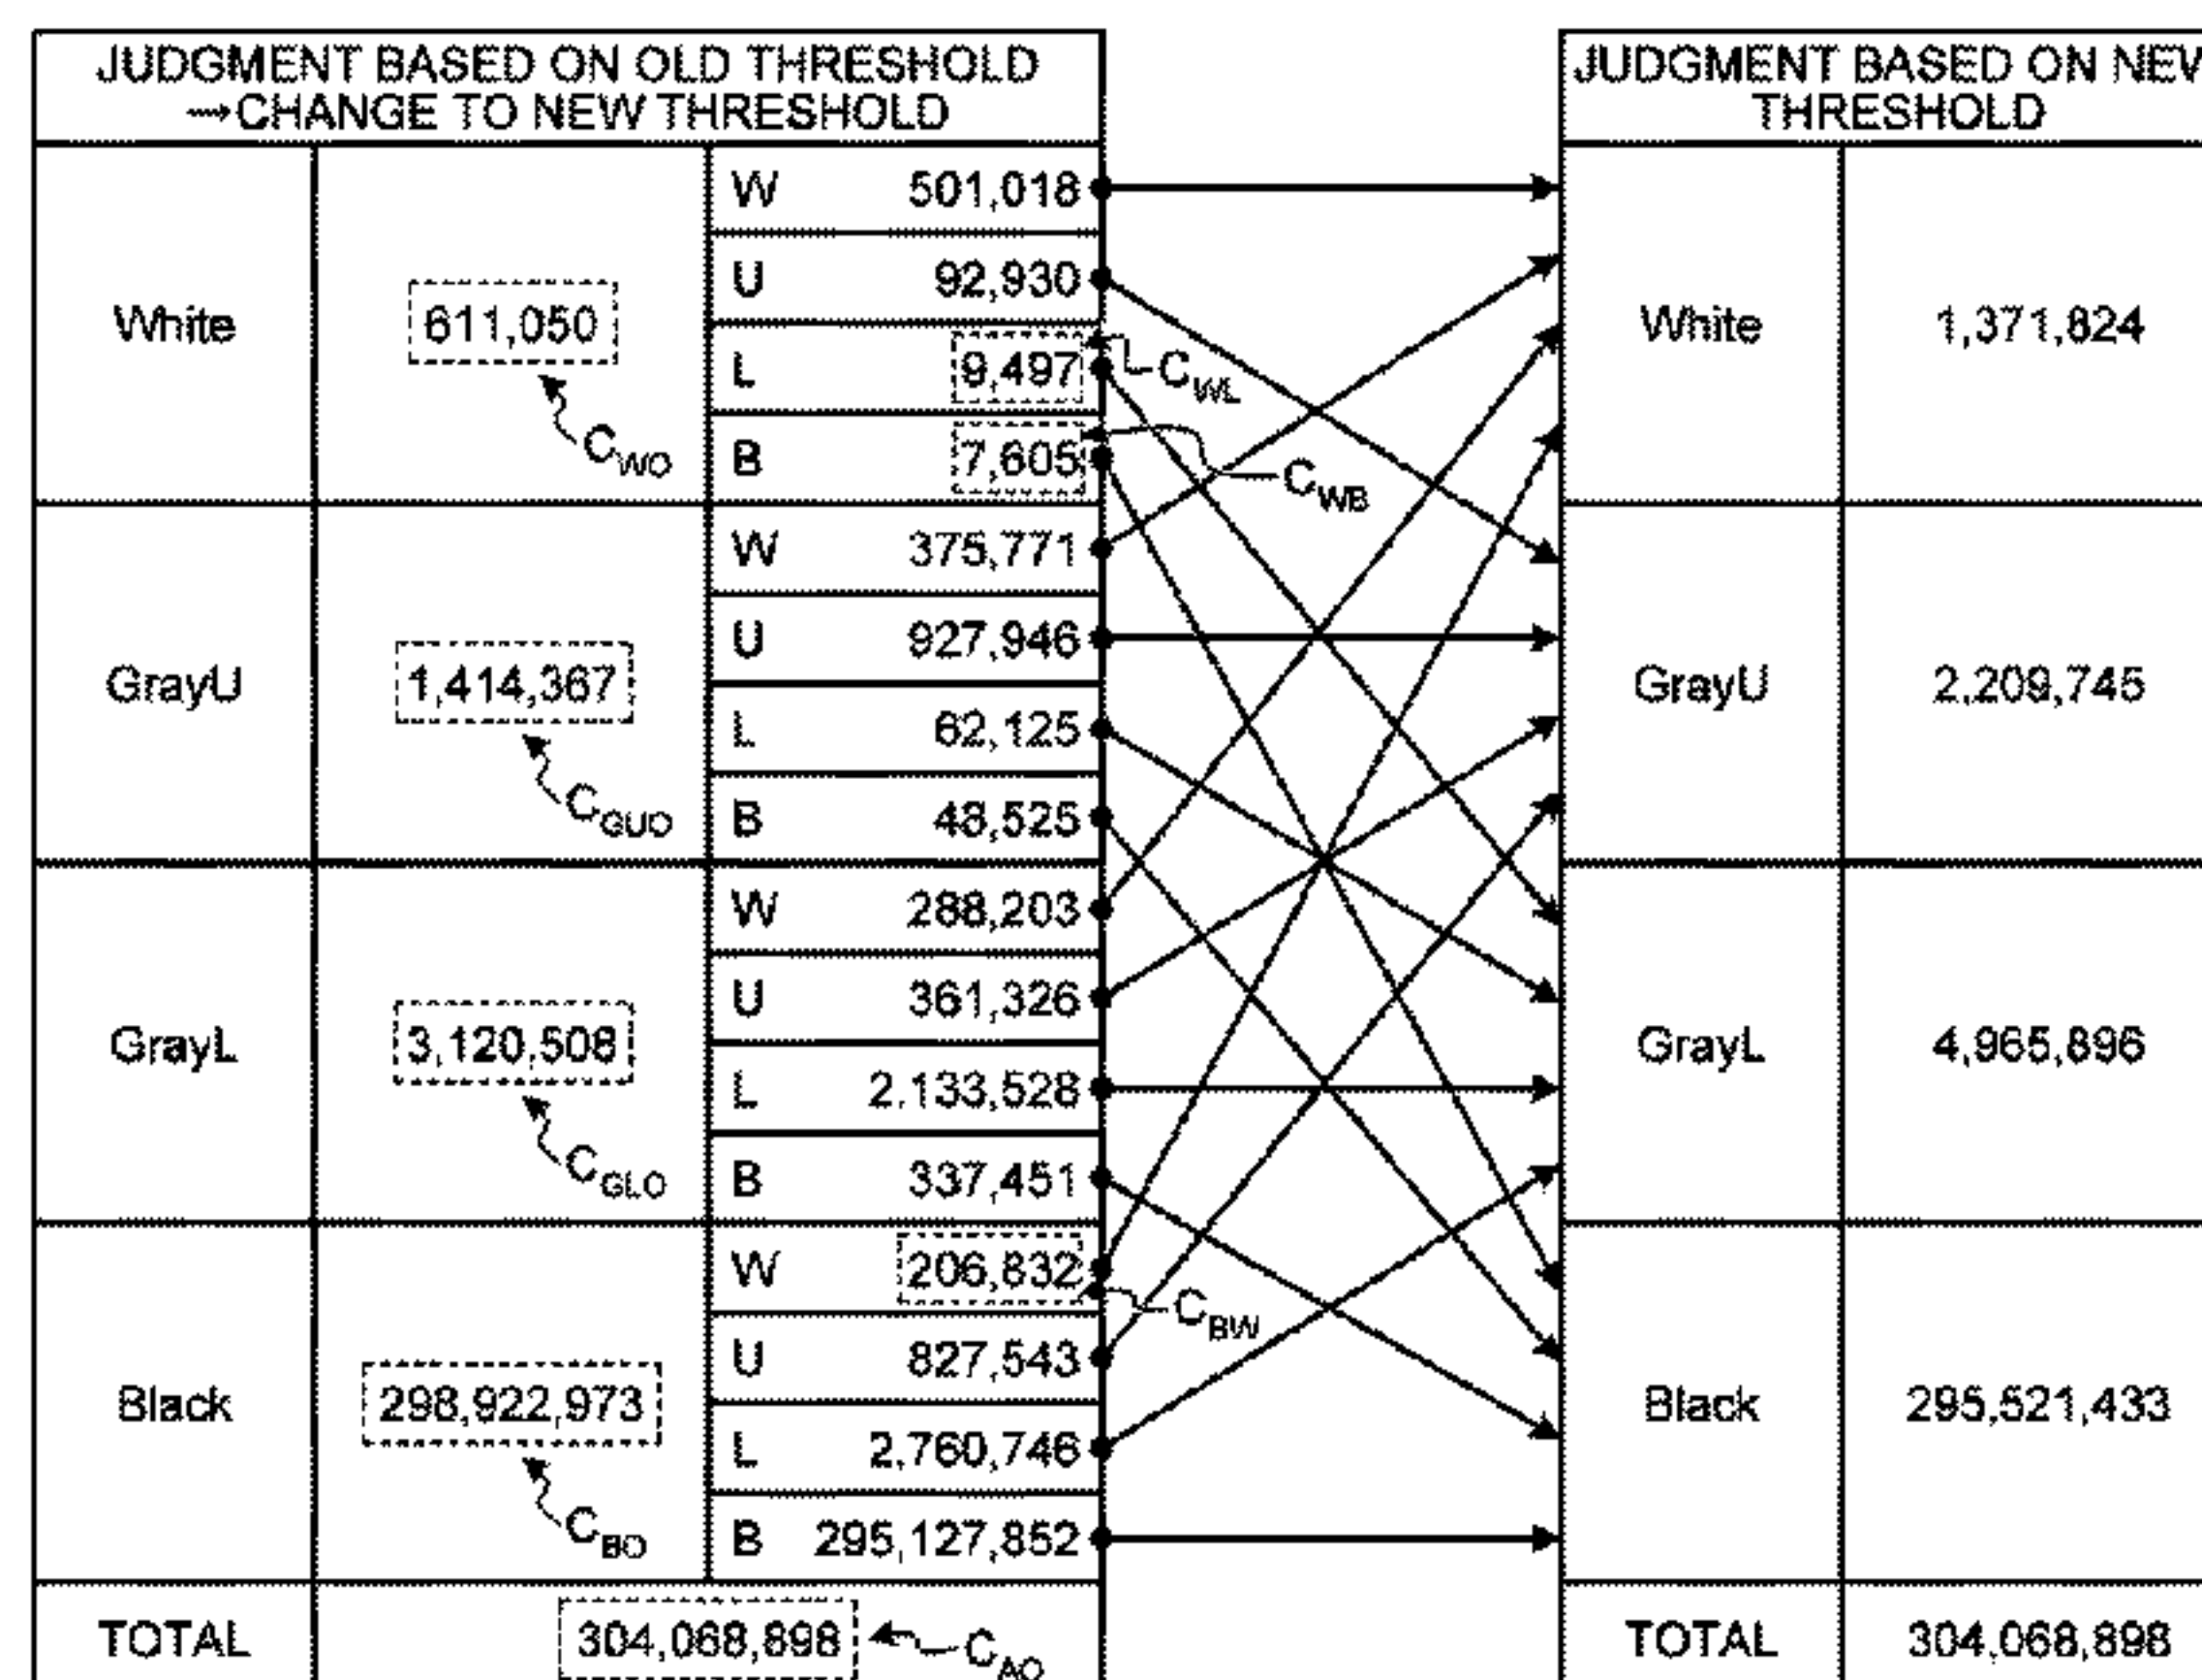 JUDGMENT BASED ON OLD THRESHOLD
→CHANGE TO NEW THRESHOLD
White
611,050
C_WO
W 501,018
U 92,930
L 9,497
C_WL
B 7,605
C_WB
GrayU
1,414,367
C_GUO
W 375,771
U 927,946
L 62,125
B 48,525
GrayL
3,120,508
C_GLO
W 288,203
U 361,326
L 2,133,528
B 337,451
Black
298,922,973
C_BO
W 206,832
C_BW
U 827,543
L 2,760,746
B 295,127,852
TOTAL 304,068,898
C_AO
JUDGMENT BASED ON NEW
THRESHOLD
White 1,371,824
GrayU 2,209,745
GrayL 4,965,896
Black 295,521,433
TOTAL 304,068,898